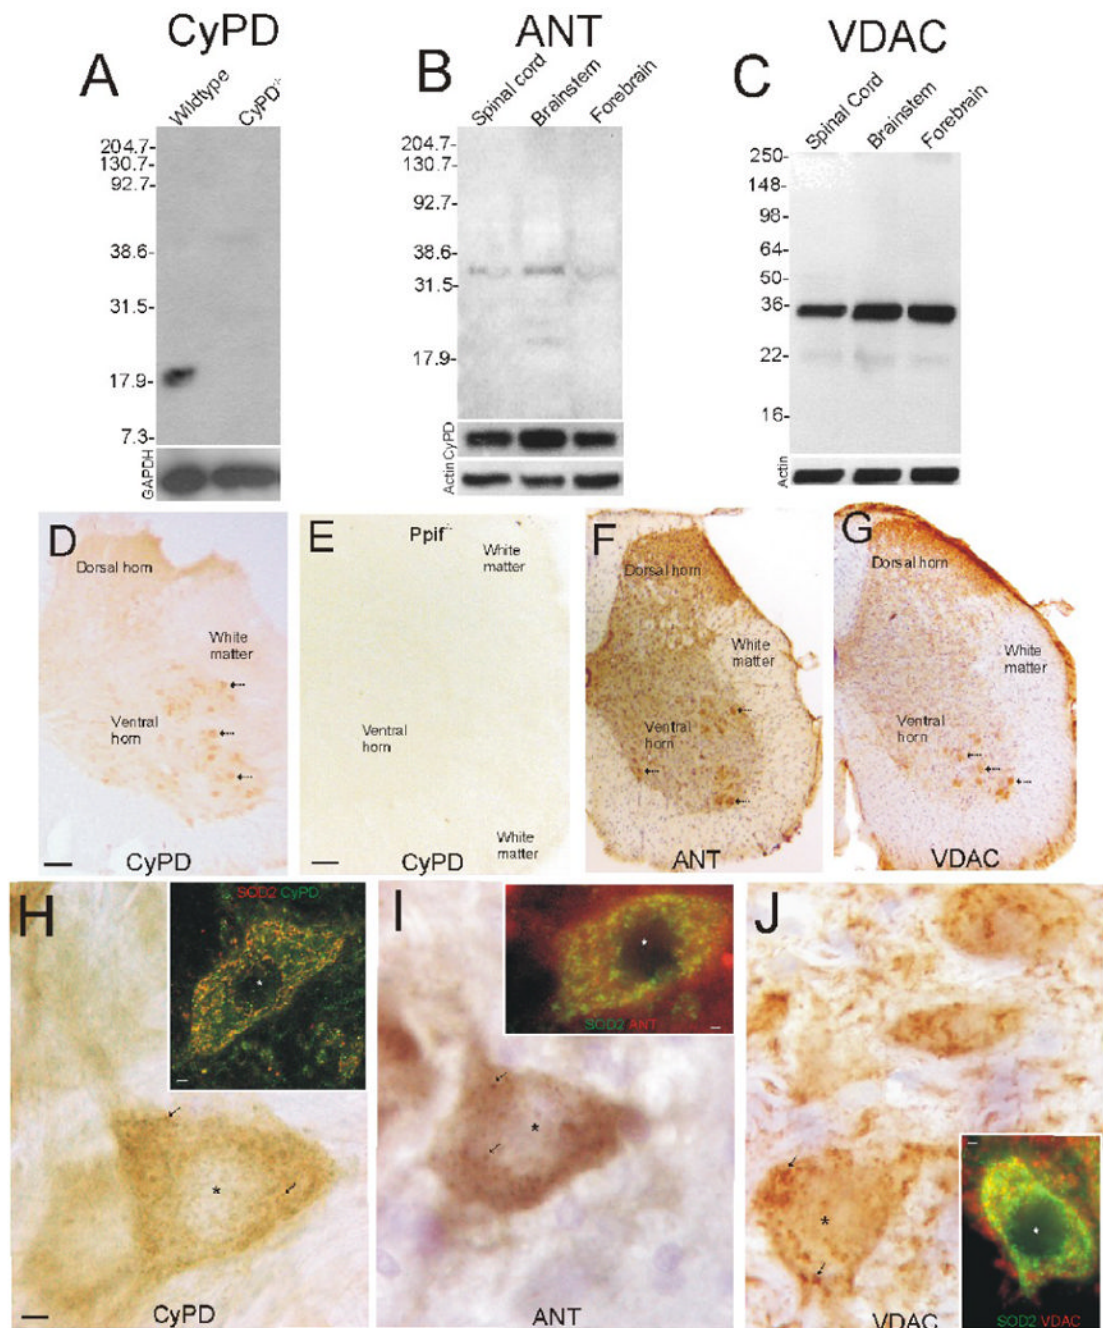 CyPD
ANT
VDAC
A
Wildtype
CyPD-/-
204.7-
130.7-
92.7-
38.6-
31.5-
17.9-
7.3-
GAPDH
B
Spinal cord
Brainstem
Forebrain
204.7-
130.7-
92.7-
38.6-
31.5-
17.9-
CyPD
Actin
C
Spinal Cord
Brainstem
Forebrain
250-
148-
98-
64-
50-
36-
22-
16-
Actin
D
Dorsal horn
White
matter
Ventral
horn
CyPD
E
Ppif-/-
White
matter
Ventral
horn
White
matter
CyPD
F
Dorsal horn
White
matter
Ventral
horn
ANT
G
Dorsal horn
White
matter
Ventral
horn
VDAC
H
SOD2 CyPD
*
*
CyPD
I
*
SOD2 ANT
*
ANT
J
*
*
SOD2 VDAC
VDAC